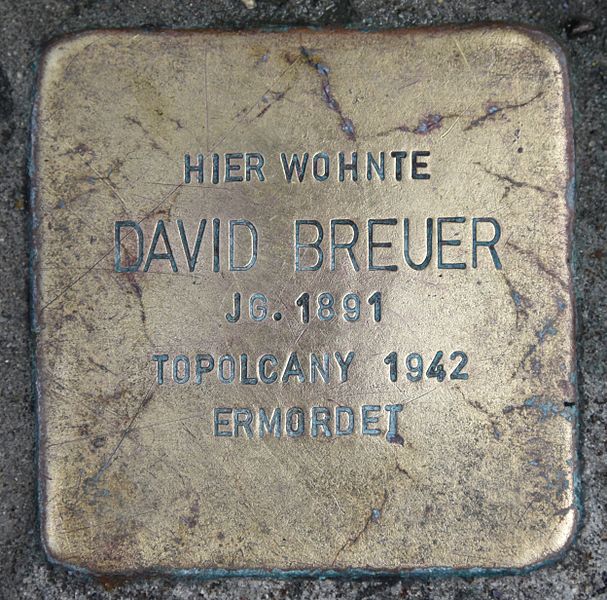 HIER WOHNTE
DAVID BREUER
JG. 1891
TOPOLCANY 1942
ERMORDET